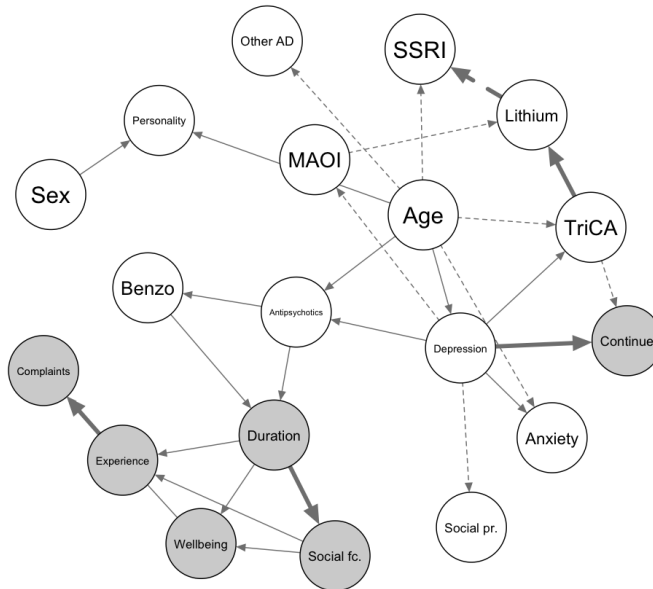 Other AD
SSRI
Lithium
Personality
MAOI
Sex
Age
TriCA
Benzo
Antipsychotics
Depression
Continue
Complaints
Duration
Anxiety
Experience
Social pr.
Wellbeing
Social fc.